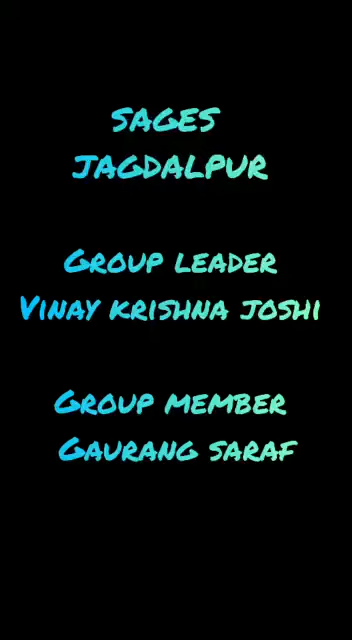 SAGES
JAGDALPUR
GROUP LEADER
VINAY KRISHNA JOSHI
GROUP MEMBER
GAURANG SARAF